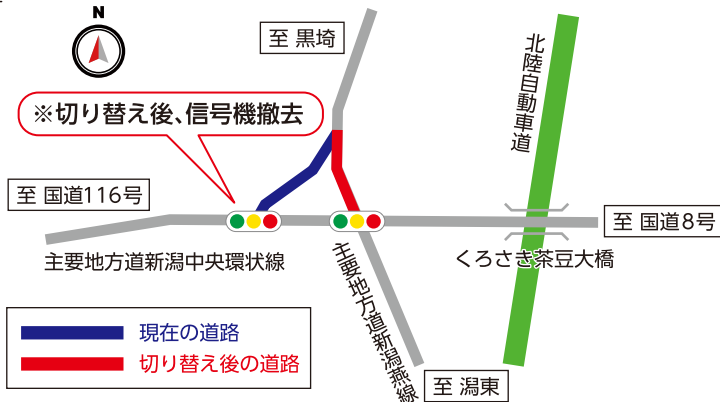 N
至 黒埼
北陸自動車道
※切り替え後、信号機撤去
至 国道116号
至 国道8号
主要地方道新潟中央環状線
くろさき茶豆大橋
主要地方道新潟燕線
現在の道路
切り替え後の道路
至 潟東